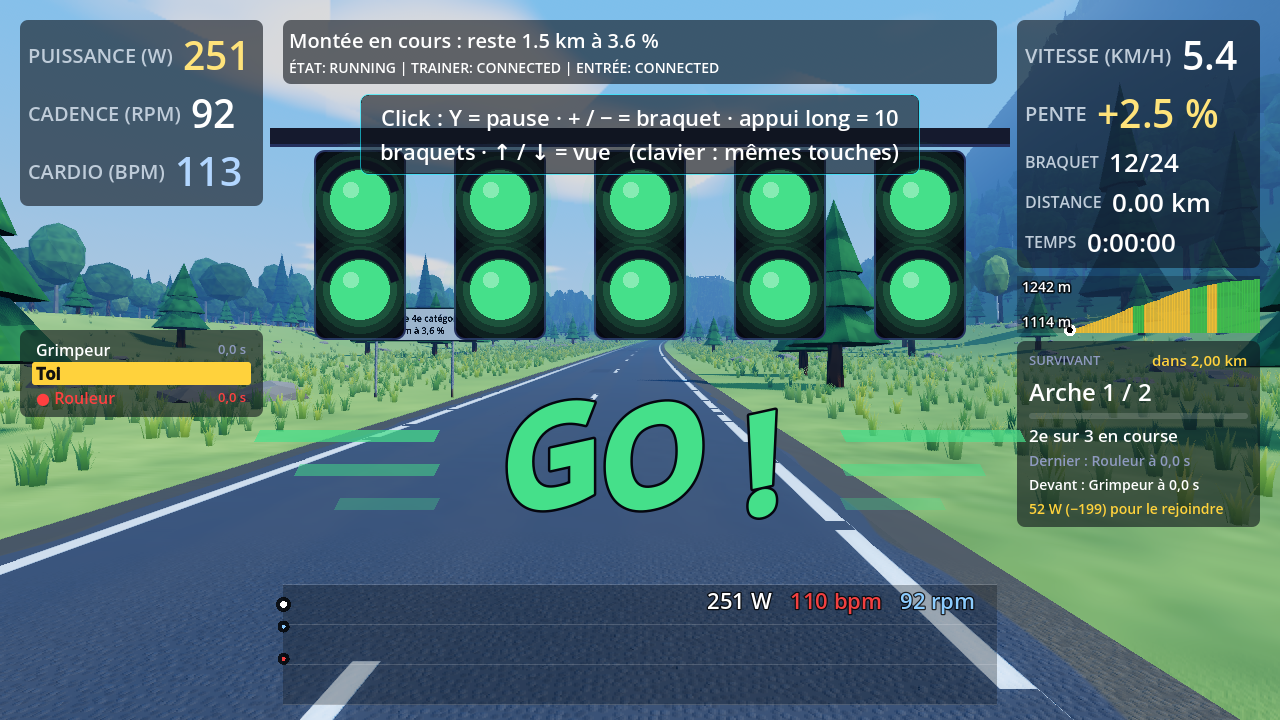 PUISSANCE (W) 251
CADENCE (RPM) 92
CARDIO (BPM) 113
Montée en cours : reste 1.5 km à 3.6 %
ÉTAT: RUNNING | TRAINER: CONNECTED | ENTRÉE: CONNECTED
Click : Y = pause · + / − = braquet · appui long = 10
braquets · ↑ / ↓ = vue (clavier : mêmes touches)
VITESSE (KM/H) 5.4
PENTE +2.5 %
BRAQUET 12/24
DISTANCE 0.00 km
TEMPS 0:00:00
1242 m
1114 m
e 4e catégo
à 3,6 %
Grimpeur 0,0 s
Toi
Rouleur 0,0 s
SURVIVANT dans 2,00 km
Arche 1 / 2
2e sur 3 en course
Dernier : Rouleur à 0,0 s
Devant : Grimpeur à 0,0 s
52 W (−199) pour le rejoindre
GO !
251 W 110 bpm 92 rpm